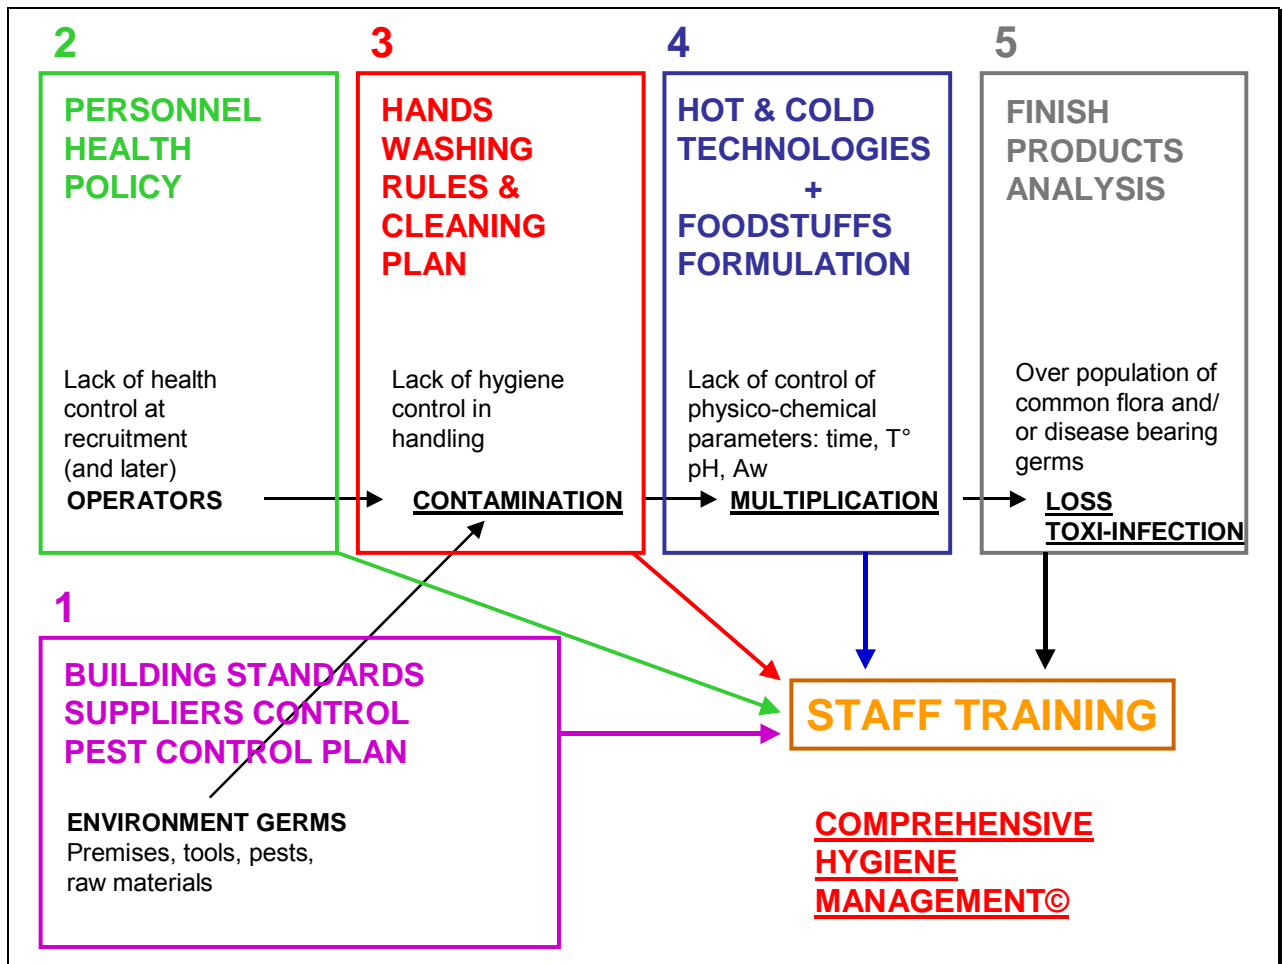 2
PERSONNEL
HEALTH
POLICY
Lack of health
control at
recruitment
(and later)
OPERATORS
3
HANDS
WASHING
RULES &
CLEANING
PLAN
Lack of hygiene
control in
handling
CONTAMINATION
4
HOT & COLD
TECHNOLOGIES
+
FOODSTUFFS
FORMULATION
Lack of control of
physico-chemical
parameters: time, T°
pH, Aw
MULTIPLICATION
5
FINISH
PRODUCTS
ANALYSIS
Over population of
common flora and/
or disease bearing
germs
LOSS
TOXI-INFECTION
1
BUILDING STANDARDS
SUPPLIERS CONTROL
PEST CONTROL PLAN
ENVIRONMENT GERMS
Premises, tools, pests,
raw materials
STAFF TRAINING
COMPREHENSIVE
HYGIENE
MANAGEMENT©